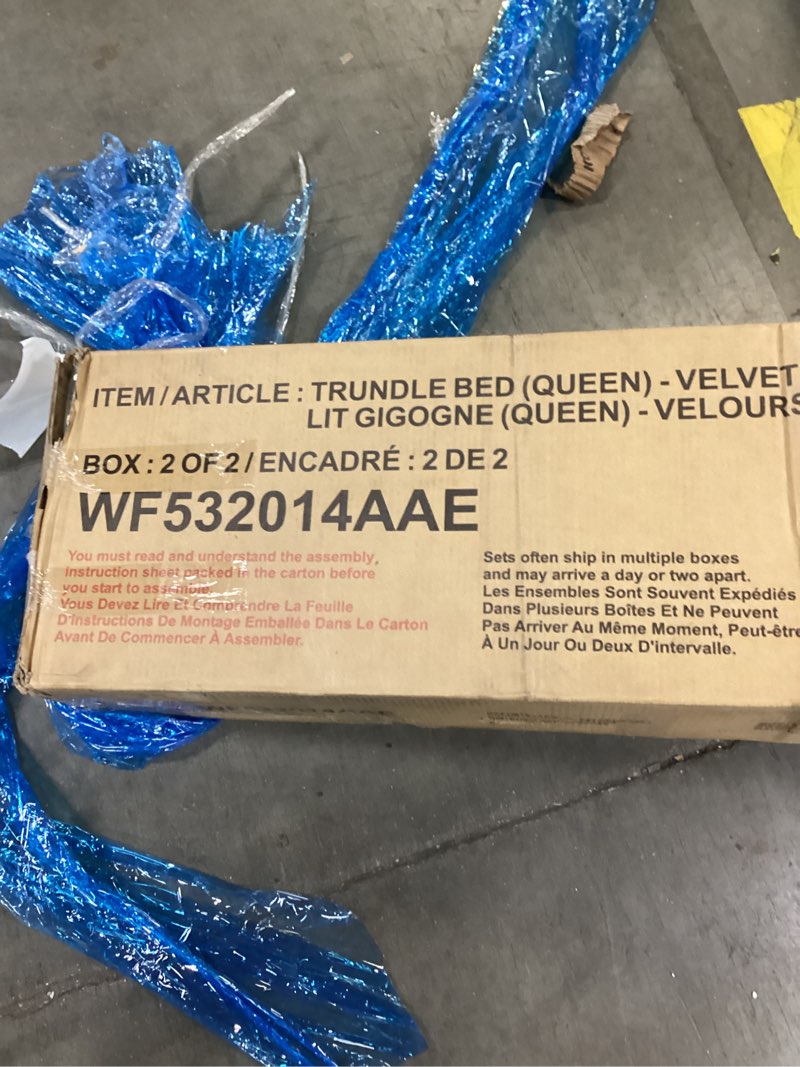 ITEM / ARTICLE : TRUNDLE BED (QUEEN) - VELVET
LIT GIGOGNE (QUEEN) - VELOURS
BOX : 2 OF 2 / ENCADRÉ : 2 DE 2
WF532014AAE
You must read and understand the assembly,
instruction sheet packed in the carton before
you start to assemble.
Vous Devez Lire Et Comprendre La Feuille
D'Instructions De Montage Emballée Dans Le Carton
Avant De Commencer À Assembler.
Sets often ship in multiple boxes
and may arrive a day or two apart.
Les Ensembles Sont Souvent Expédiés
Dans Plusieurs Boîtes Et Ne Peuvent
Pas Arriver Au Même Moment, Peut-être
À Un Jour Ou Deux D'intervalle.
WF532014AAE